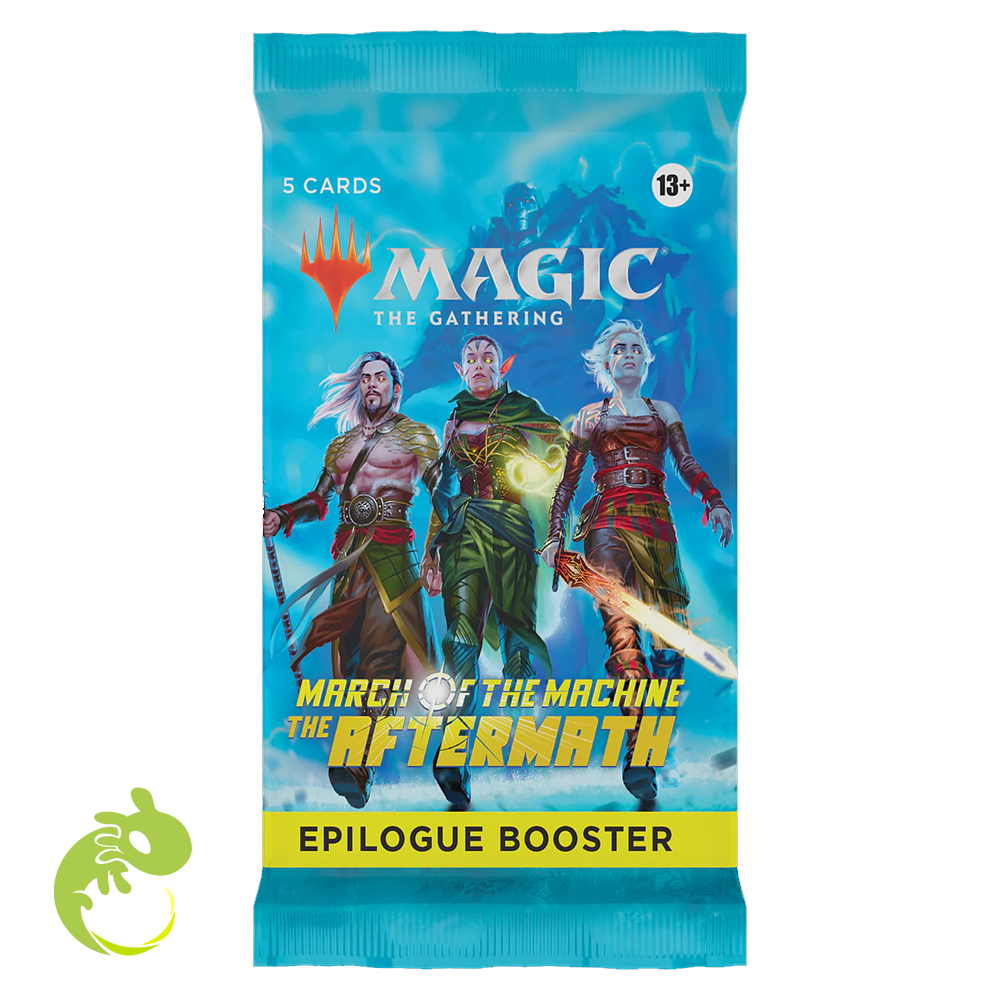 5 CARDS
13+
MAGIC®
THE GATHERING
MARCH OF THE MACHINE
THE AFTERMATH
EPILOGUE BOOSTER